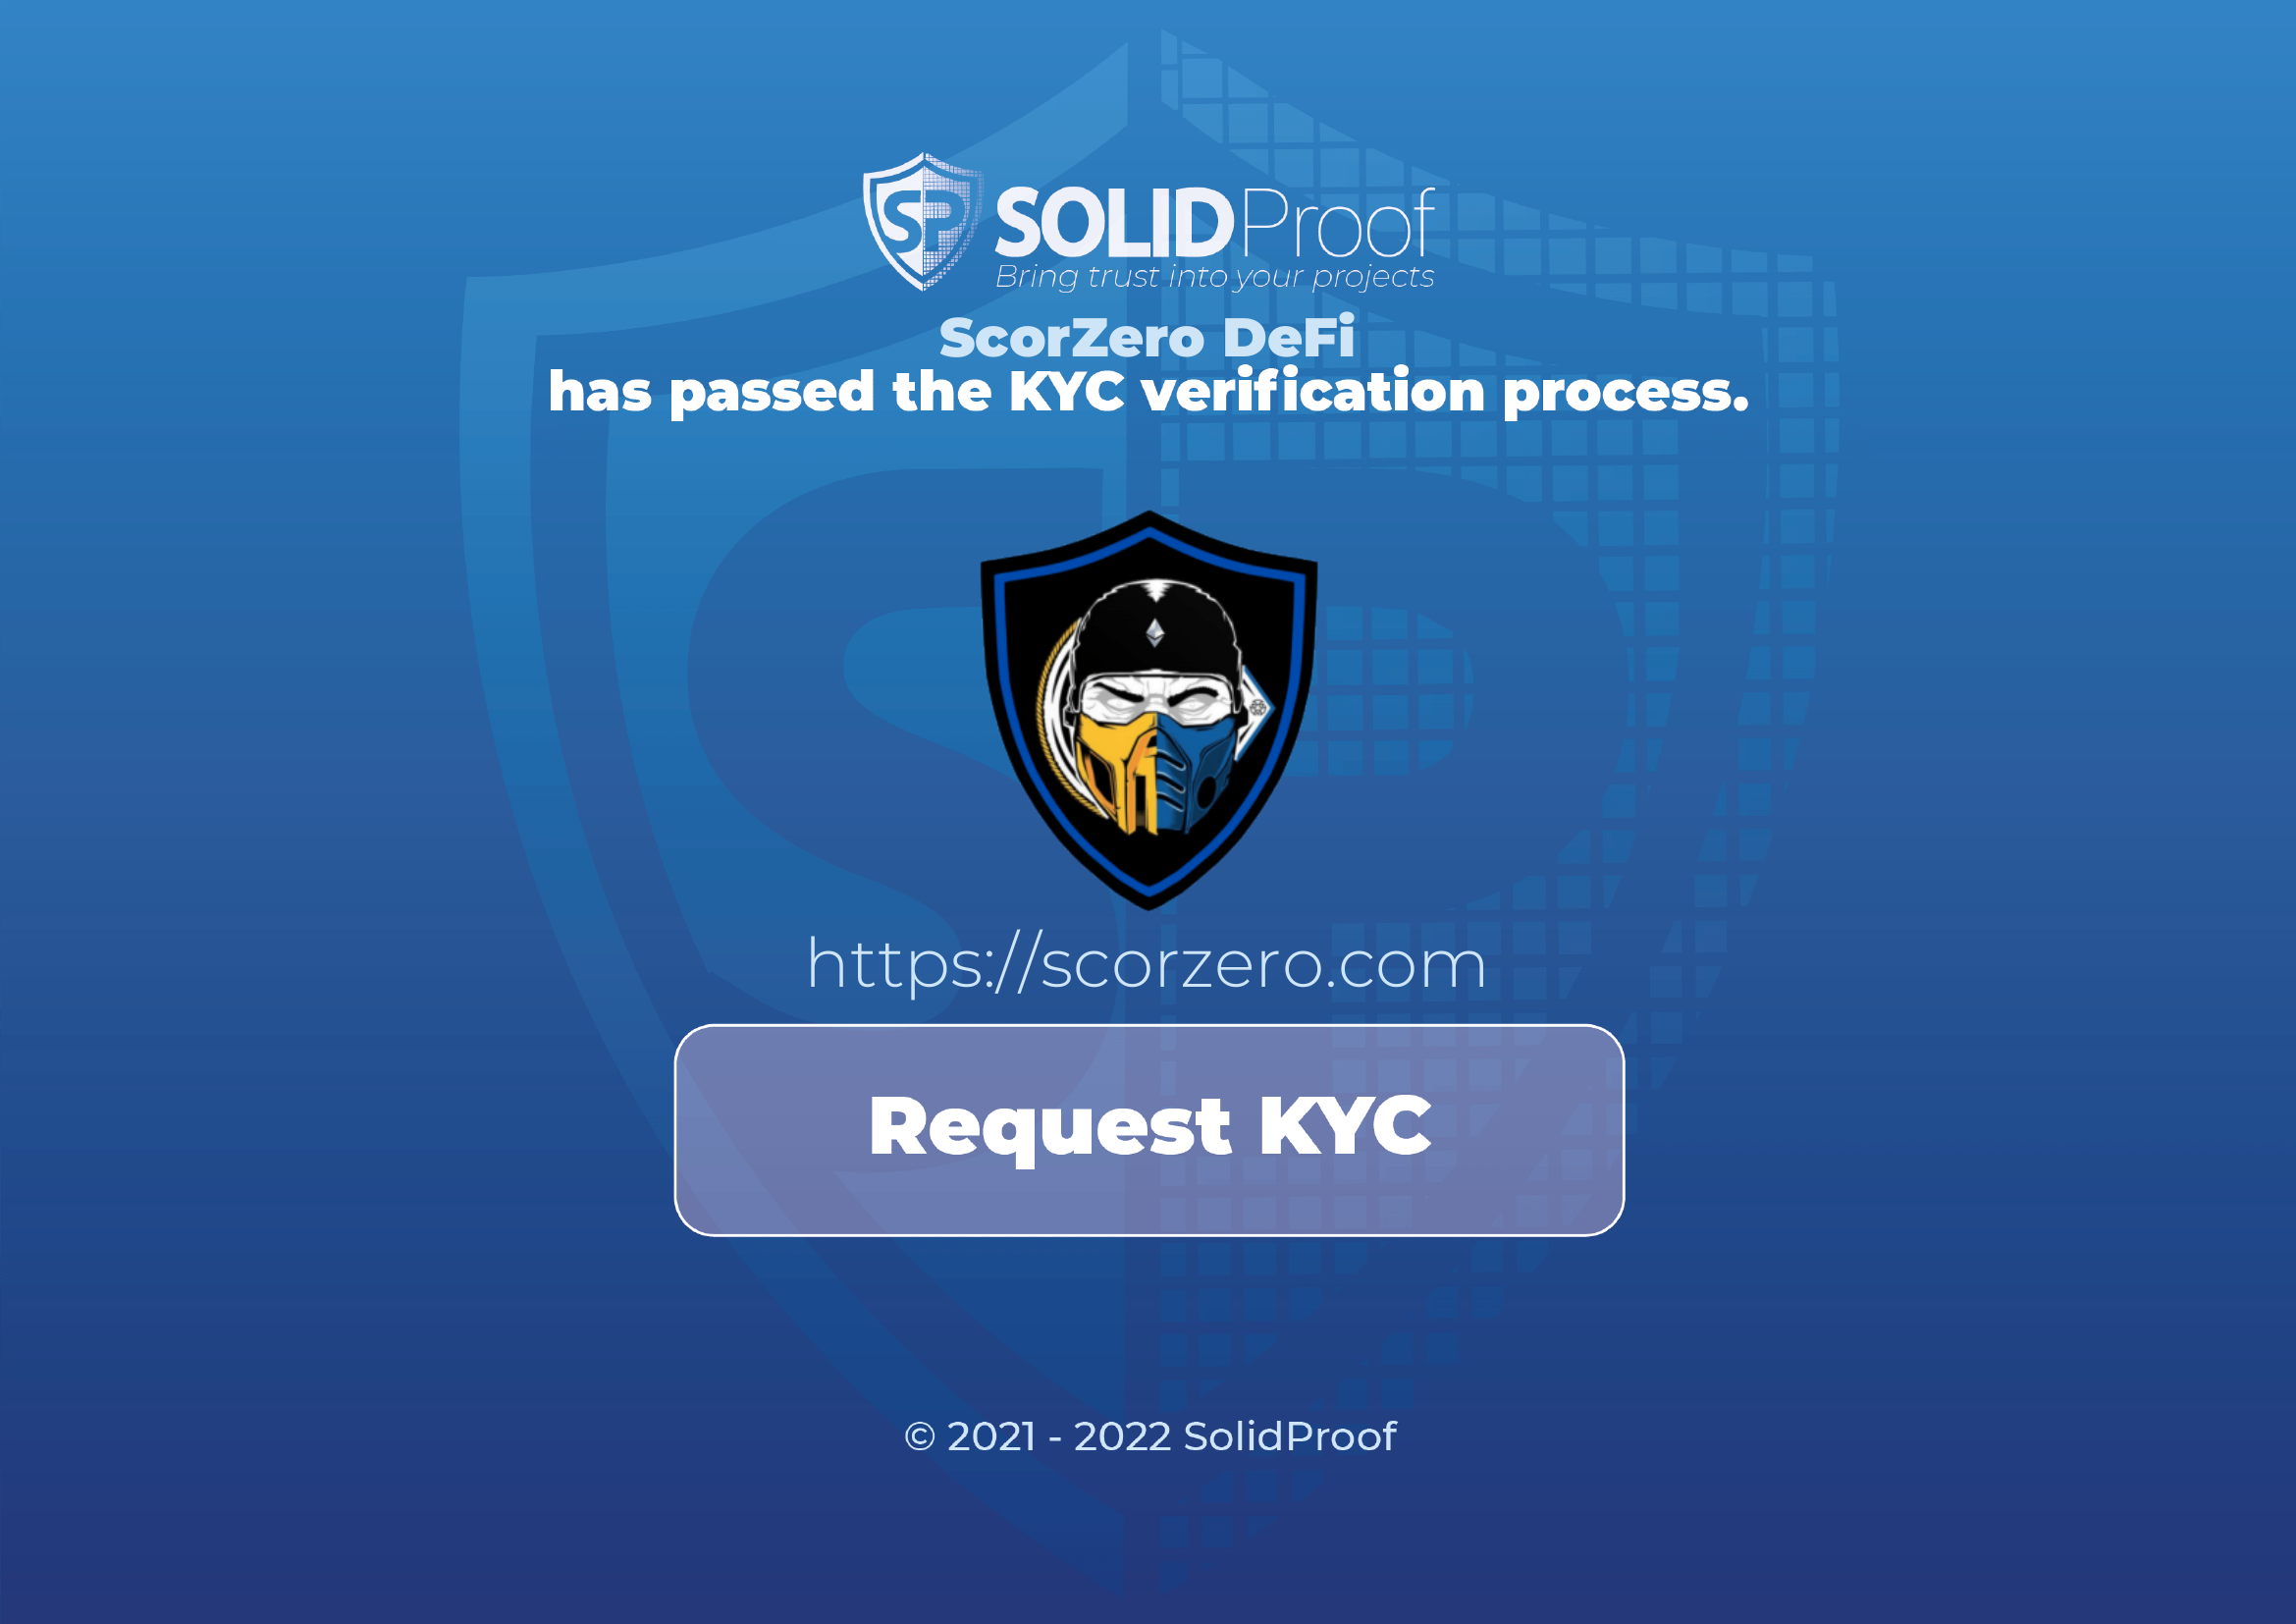 SP SOLIDProof
Bring trust into your projects
ScorZero DeFi
has passed the KYC verification process.
https://scorzero.com
Request KYC
© 2021 - 2022 SolidProof